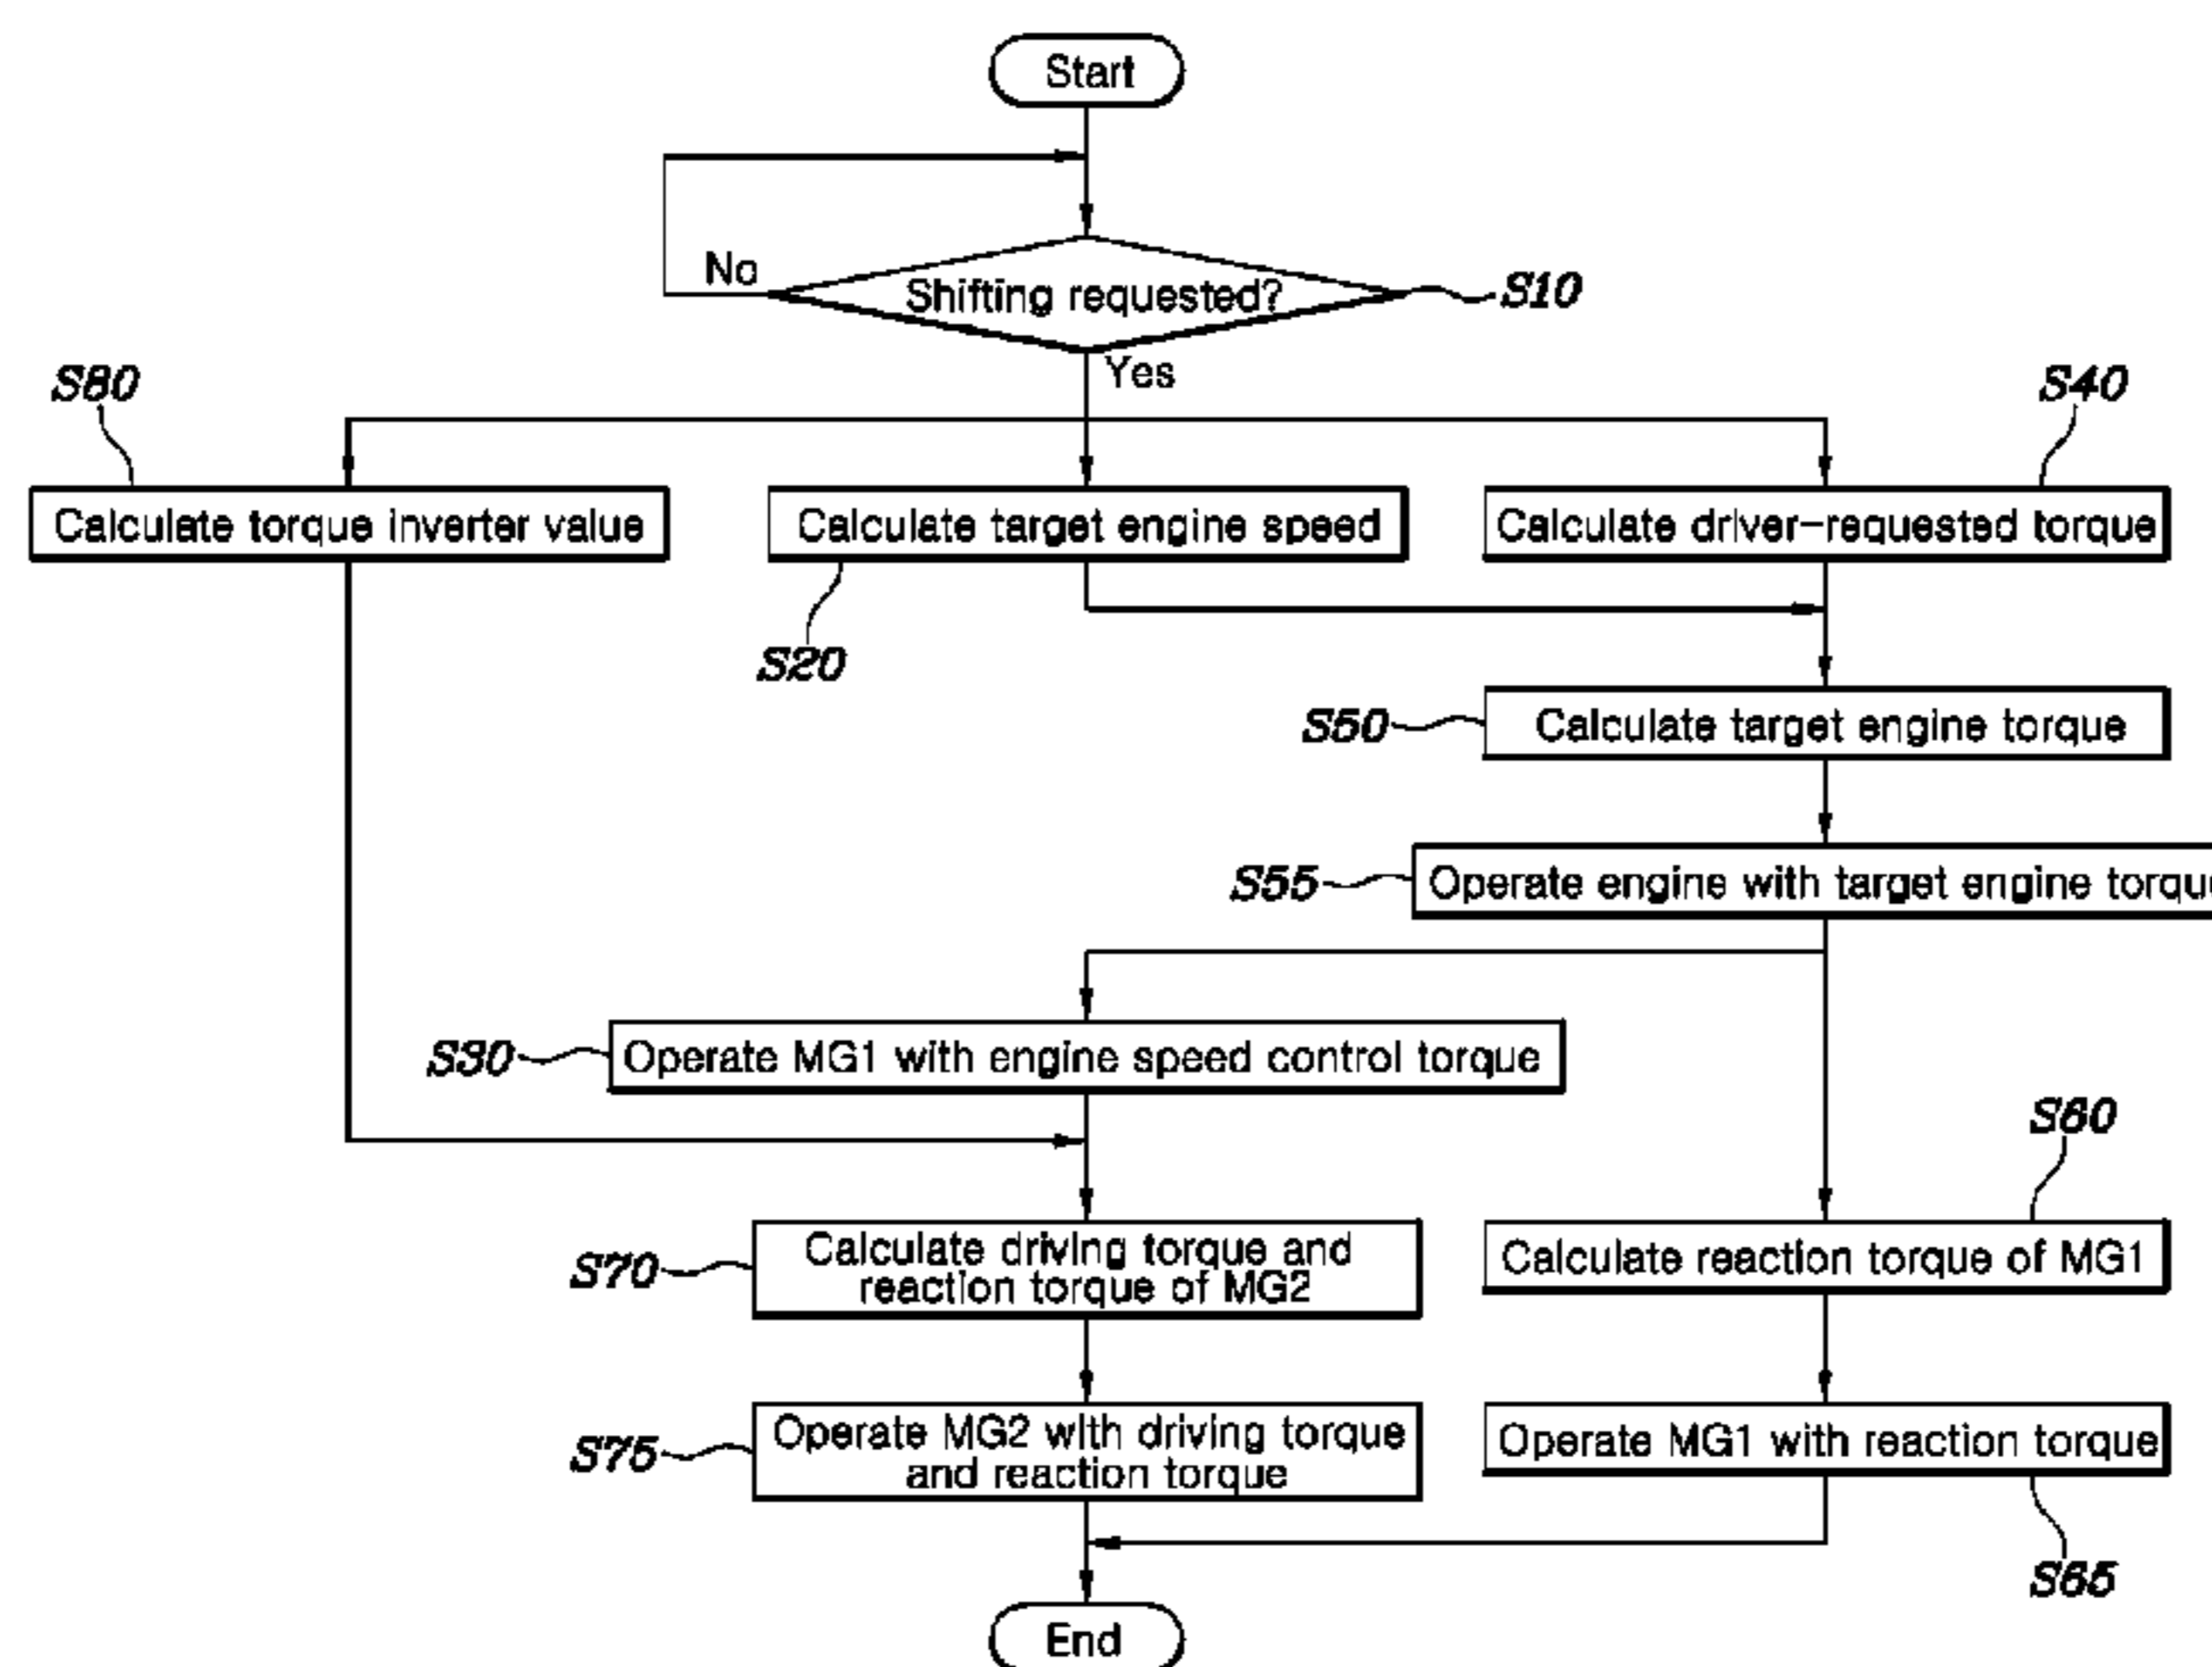 Start
No
Shifting requested?
S10
Yes
S80
S40
Calculate torque inverter value
Calculate target engine speed
Calculate driver-requested torque
S20
S50
Calculate target engine torque
S55
Operate engine with target engine
S30
Operate MG1 with engine speed control torque
S60
S70
Calculate driving torque and
reaction torque of MG2
Calculate reaction torque of MG1
S75
Operate MG2 with driving torque
and reaction torque
Operate MG1 with reaction torque
S65
End